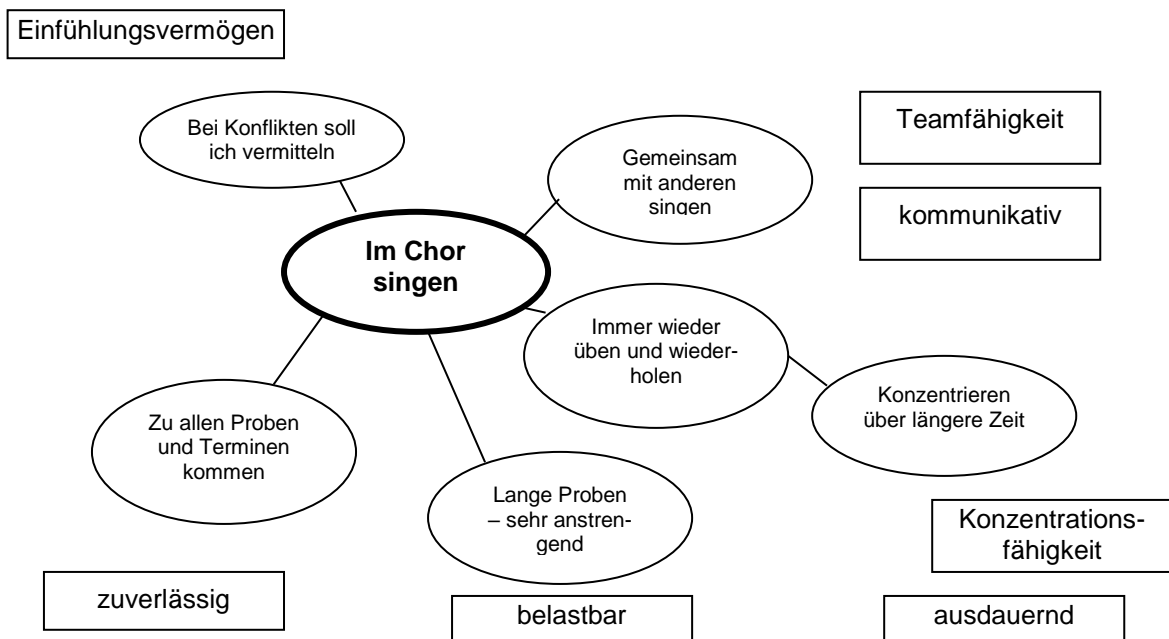 Einfühlungsvermögen
Bei Konflikten soll
ich vermitteln
Teamfähigkeit
Gemeinsam
mit anderen
singen
kommunikativ
Im Chor
singen
Immer wieder
üben und wieder-
holen
Konzentrieren
über längere Zeit
Zu allen Proben
und Terminen
kommen
Lange Proben
– sehr anstren-
gend
Konzentrations-
fähigkeit
zuverlässig
belastbar
ausdauernd